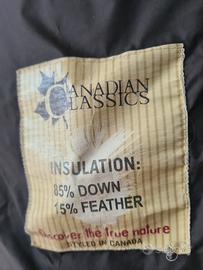 CANADIAN
CLASSICS
INSULATION:
85% DOWN
15% FEATHER
discover the true nature
STYLED IN CANADA